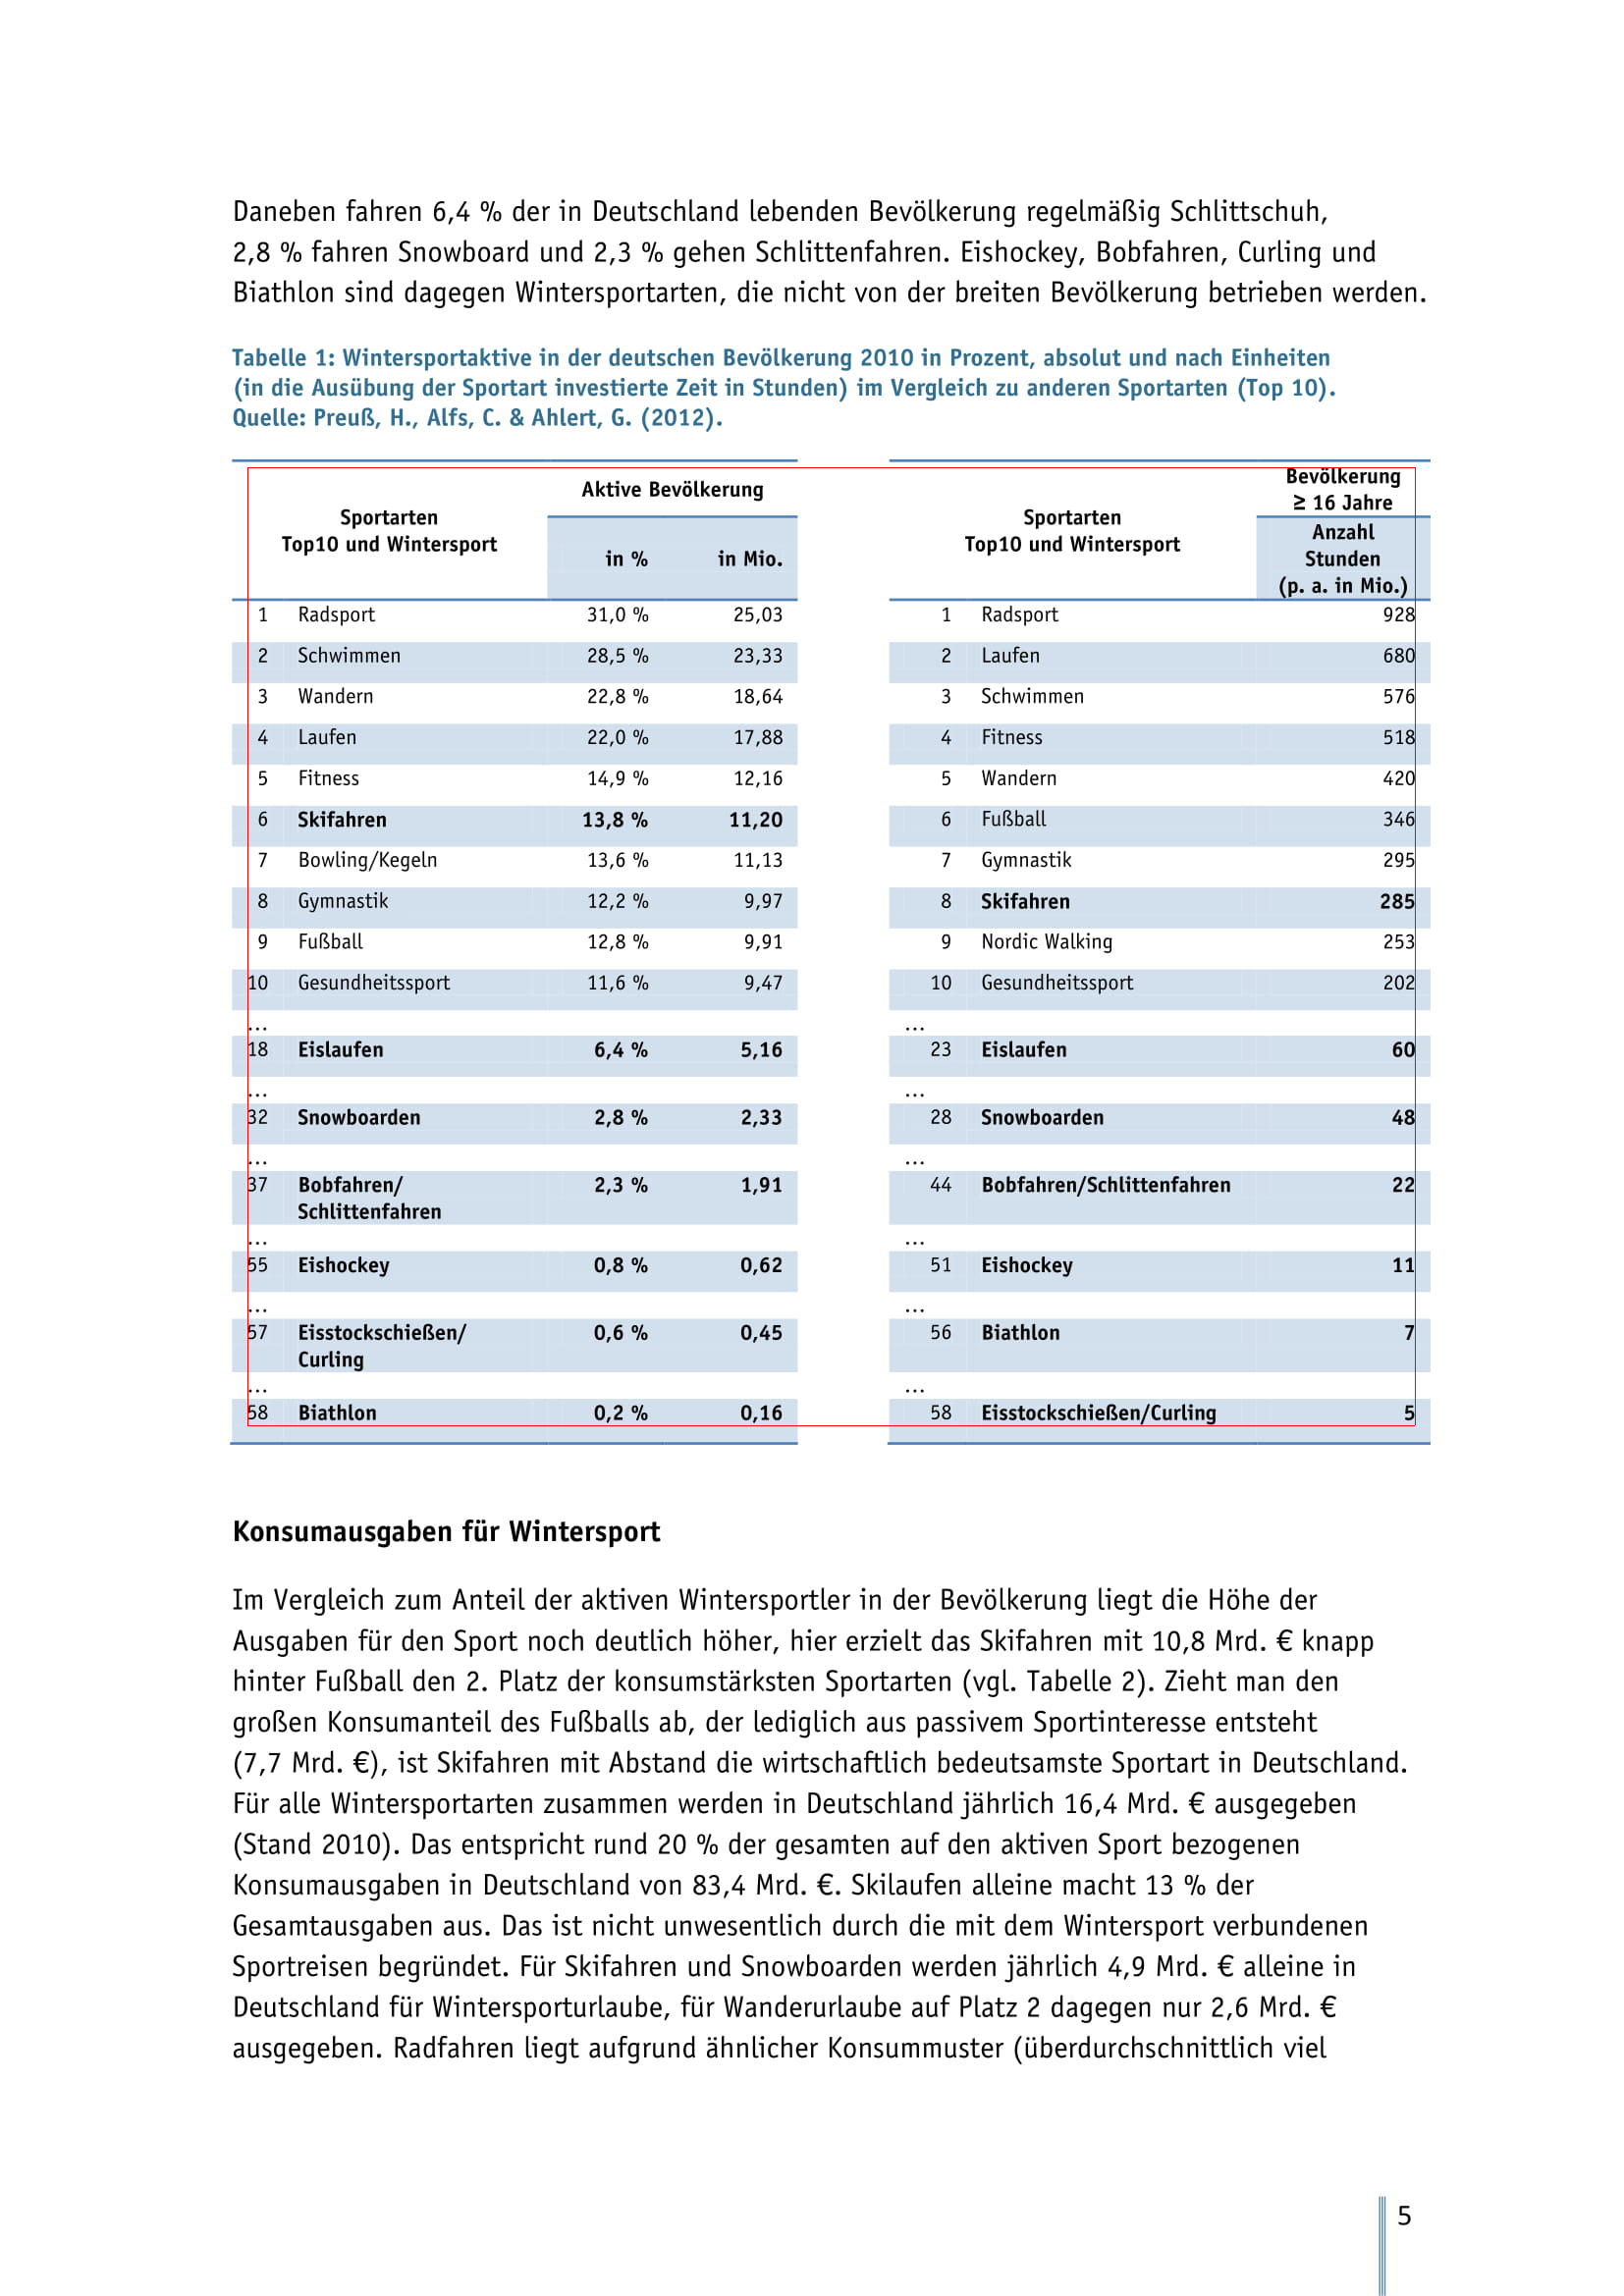 Daneben fahren 6,4 % der in Deutschland lebenden Bevölkerung regelmäßig Schlittschuh,
2,8 % fahren Snowboard und 2,3 % gehen Schlittenfahren. Eishockey, Bobfahren, Curling und
Biathlon sind dagegen Wintersportarten, die nicht von der breiten Bevölkerung betrieben werden.
Tabelle 1: Wintersportaktive in der deutschen Bevölkerung 2010 in Prozent, absolut und nach Einheiten
(in die Ausübung der Sportart investierte Zeit in Stunden) im Vergleich zu anderen Sportarten (Top 10).
Quelle: Preuß, H., Alfs, C. & Ahlert, G. (2012).
Sportarten
Top10 und Wintersport
Aktive Bevölkerung
in % in Mio.
1 Radsport 31,0 % 25,03
2 Schwimmen 28,5 % 23,33
3 Wandern 22,8 % 18,64
4 Laufen 22,0 % 17,88
5 Fitness 14,9 % 12,16
6 Skifahren 13,8 % 11,20
7 Bowling/Kegeln 13,6 % 11,13
8 Gymnastik 12,2 % 9,97
9 Fußball 12,8 % 9,91
10 Gesundheitssport 11,6 % 9,47
...
18 Eislaufen 6,4 % 5,16
...
32 Snowboarden 2,8 % 2,33
...
37 Bobfahren/ 2,3 % 1,91
Schlittenfahren
...
55 Eishockey 0,8 % 0,62
...
57 Eisstockschießen/ 0,6 % 0,45
Curling
...
58 Biathlon 0,2 % 0,16
Sportarten
Top10 und Wintersport
Bevölkerung
≥ 16 Jahre
Anzahl
Stunden
(p. a. in Mio.)
1 Radsport 928
2 Laufen 680
3 Schwimmen 576
4 Fitness 518
5 Wandern 420
6 Fußball 346
7 Gymnastik 295
8 Skifahren 285
9 Nordic Walking 253
10 Gesundheitssport 202
...
23 Eislaufen 60
...
28 Snowboarden 48
...
44 Bobfahren/Schlittenfahren 22
...
51 Eishockey 11
...
56 Biathlon 7
...
58 Eisstockschießen/Curling 5
Konsumausgaben für Wintersport
Im Vergleich zum Anteil der aktiven Wintersportler in der Bevölkerung liegt die Höhe der
Ausgaben für den Sport noch deutlich höher, hier erzielt das Skifahren mit 10,8 Mrd. € knapp
hinter Fußball den 2. Platz der konsumstärksten Sportarten (vgl. Tabelle 2). Zieht man den
großen Konsumanteil des Fußballs ab, der lediglich aus passivem Sportinteresse entsteht
(7,7 Mrd. €), ist Skifahren mit Abstand die wirtschaftlich bedeutsamste Sportart in Deutschland.
Für alle Wintersportarten zusammen werden in Deutschland jährlich 16,4 Mrd. € ausgegeben
(Stand 2010). Das entspricht rund 20 % der gesamten auf den aktiven Sport bezogenen
Konsumausgaben in Deutschland von 83,4 Mrd. €. Skilaufen alleine macht 13 % der
Gesamtausgaben aus. Das ist nicht unwesentlich durch die mit dem Wintersport verbundenen
Sportreisen begründet. Für Skifahren und Snowboarden werden jährlich 4,9 Mrd. € alleine in
Deutschland für Wintersporturlaube, für Wanderurlaube auf Platz 2 dagegen nur 2,6 Mrd. €
ausgegeben. Radfahren liegt aufgrund ähnlicher Konsummuster (überdurchschnittlich viel
5